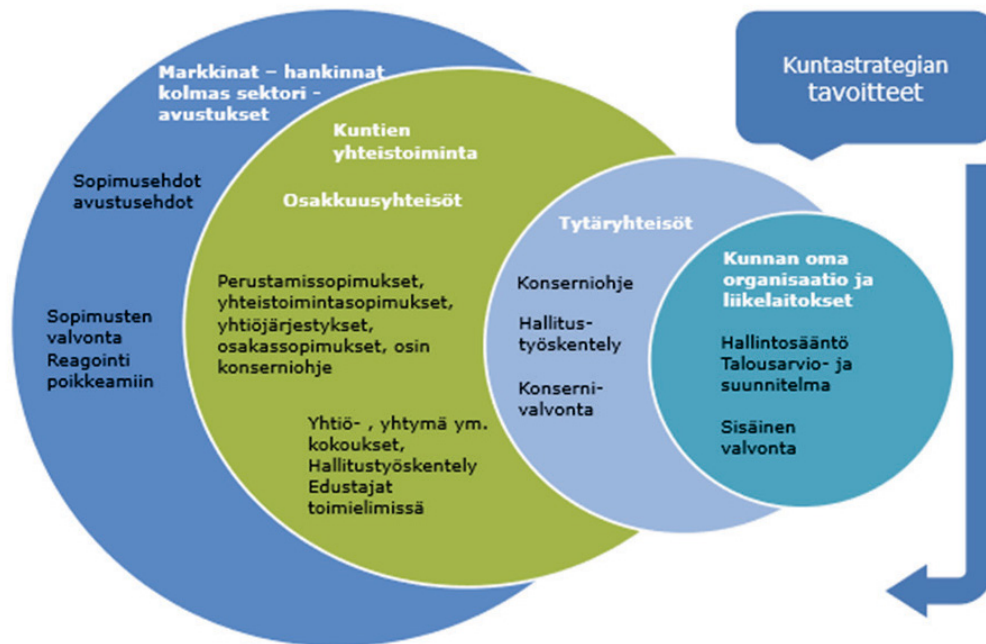 Markkinat – hankinnat
kolmas sektori -
avustukset
Sopimusehdot
avustusehdot
Sopimusten
valvonta
Reagointi
poikkeamiin
Kuntien
yhteistoiminta
Osakkuusyhteisöt
Perustamissopimukset,
yhteistoimintasopimukset,
yhtiöjärjestykset,
osakassopimukset, osin
konserniohje
Yhtiö- , yhtymä ym.
kokoukset,
Hallitustyöskentely
Edustajat
toimielimissä
Tytäryhteisöt
Konserniohje
Hallitus-
työskentely
Konserni-
valvonta
Kunnan oma
organisaatio ja
liikelaitokset
Hallintosääntö
Talousarvio- ja
suunnitelma
Sisäinen
valvonta
Kuntastrategian
tavoitteet